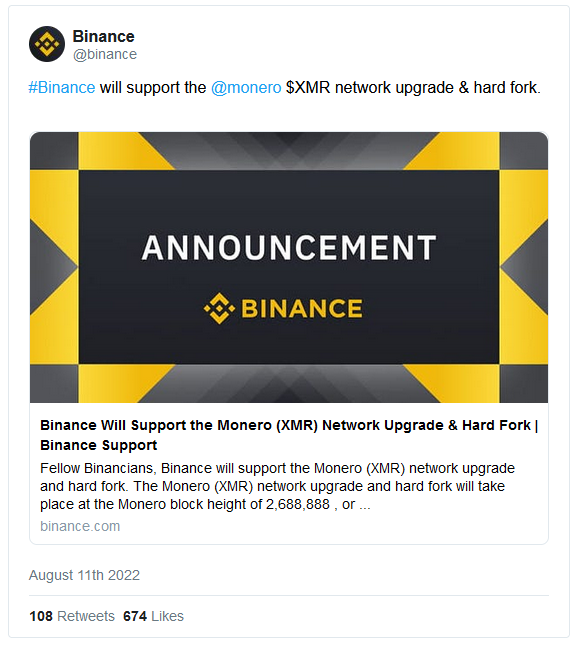 Binance
@binance
#Binance will support the @monero $XMR network upgrade & hard fork.
ANNOUNCEMENT
BINANCE
Binance Will Support the Monero (XMR) Network Upgrade & Hard Fork |
Binance Support
Fellow Binancians, Binance will support the Monero (XMR) network upgrade
and hard fork. The Monero (XMR) network upgrade and hard fork will take
place at the Monero block height of 2,688,888 , or ...
binance.com
August 11th 2022
108 Retweets 674 Likes